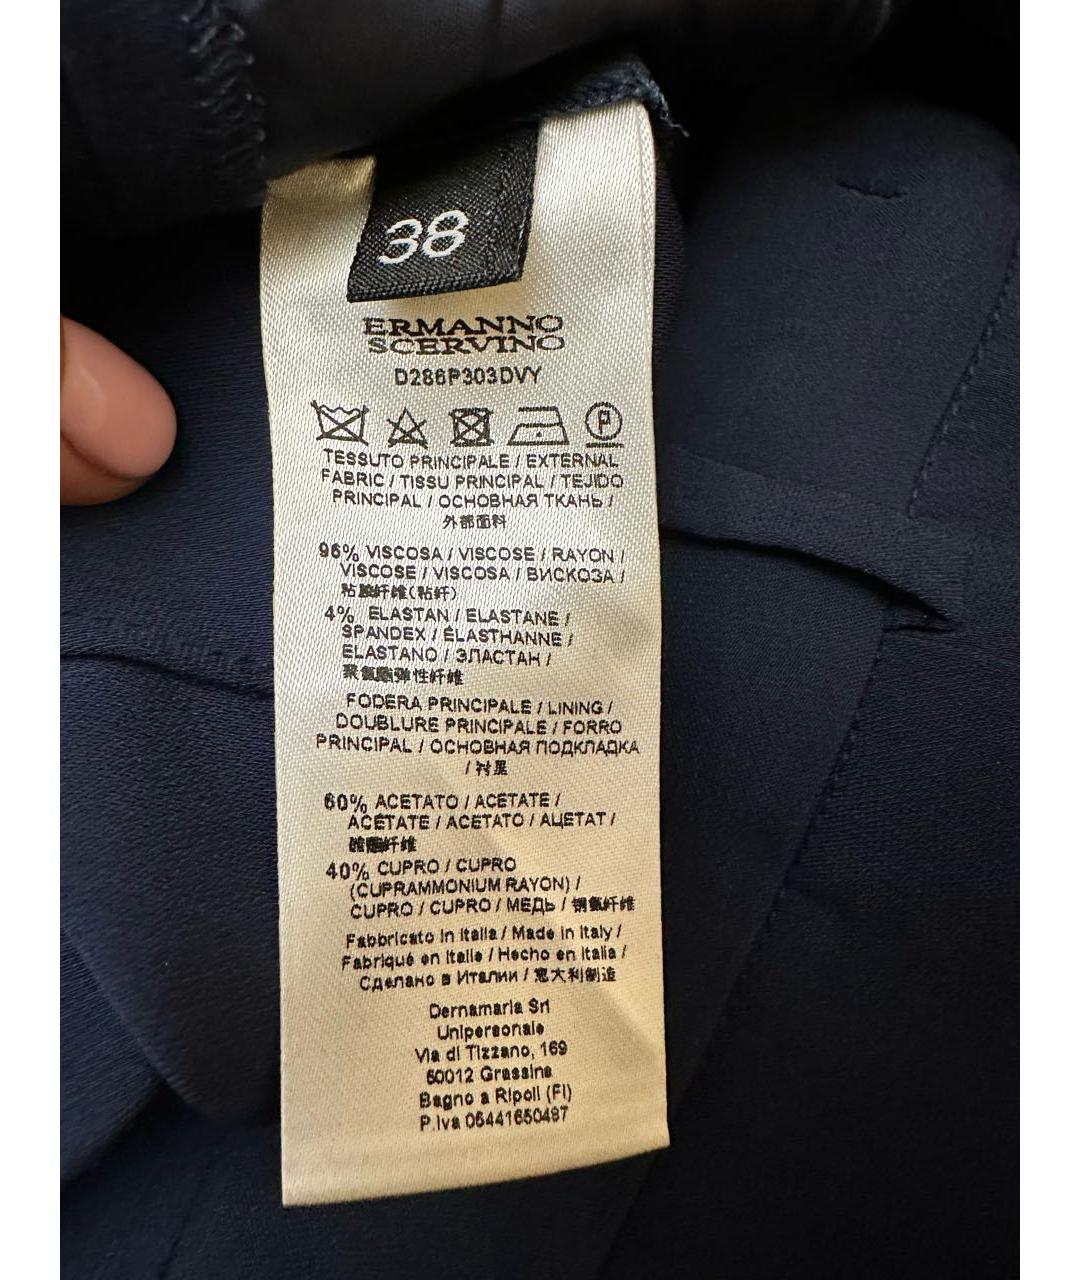 38
ERMANNO
SCERVINO
D286P303DVY
P
TESSUTO PRINCIPALE / EXTERNAL
FABRIC / TISSU PRINCIPAL / TEJIDO
PRINCIPAL / ОСНОВНАЯ ТКАНЬ /
外部面料
96% VISCOSA / VISCOSE / RAYON /
VISCOSE / VISCOSA / ВИСКОЗА /
粘胶纤维(粘纤)
4% ELASTAN / ELASTANE /
SPANDEX / ÉLASTHANNE /
ELASTANO / ЭЛАСТАН /
聚氨酯弹性纤维
FODERA PRINCIPALE / LINING /
DOUBLURE PRINCIPALE / FORRO
PRINCIPAL / ОСНОВНАЯ ПОДКЛАДКА
/ 衬里
60% ACETATO / ACETATE /
ACÉTATE / ACETATO / АЦЕТАТ /
醋酯纤维
40% CUPRO / CUPRO
(CUPRAMMONIUM RAYON) /
CUPRO / CUPRO / МЕДЬ / 铜氨纤维
Fabbricato in Italia / Made in Italy /
Fabriqué en Italie / Hecho en Italia /
Сделано в Италии / 意大利制造
Dernamaria Srl
Unipersonale
Via di Tizzano, 169
50012 Grassina
Bagno a Ripoli (FI)
P.Iva 05441650487